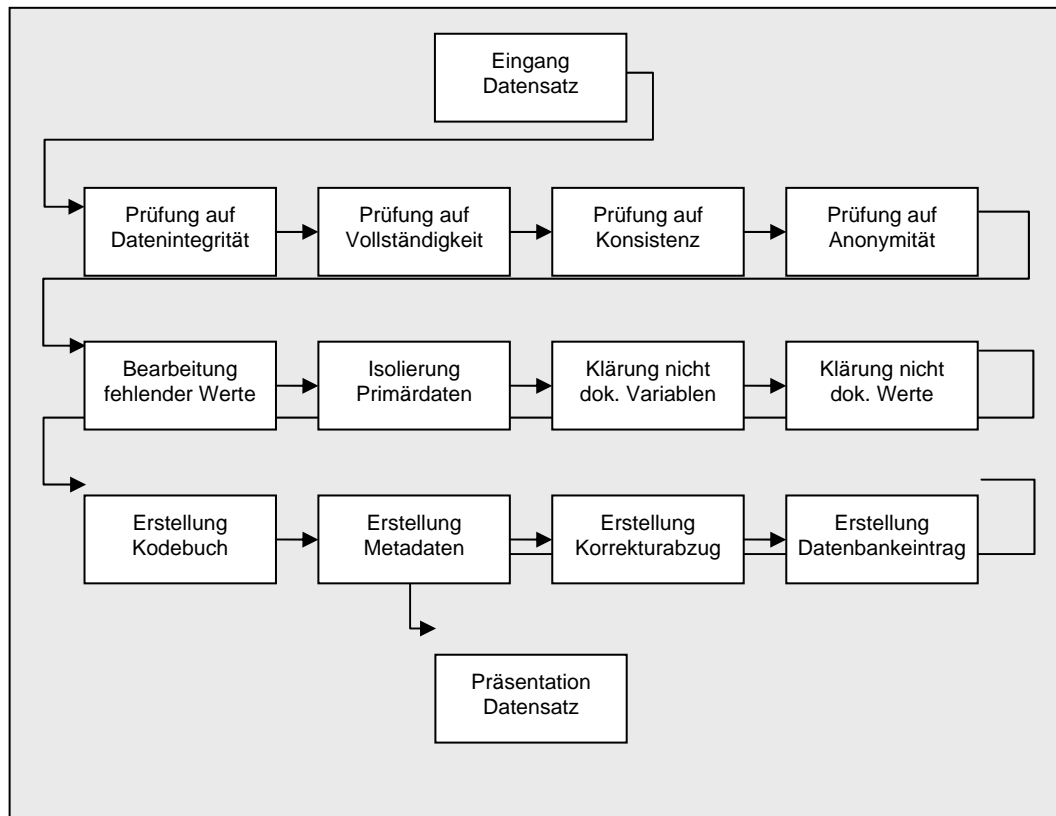 Eingang
Datensatz
Prüfung auf
Datenintegrität
Prüfung auf
Vollständigkeit
Prüfung auf
Konsistenz
Prüfung auf
Anonymität
Bearbeitung
fehlender Werte
Isolierung
Primärdaten
Klärung nicht
dok. Variablen
Klärung nicht
dok. Werte
Erstellung
Kodebuch
Erstellung
Metadaten
Erstellung
Korrekturabzug
Erstellung
Datenbankeintrag
Präsentation
Datensatz